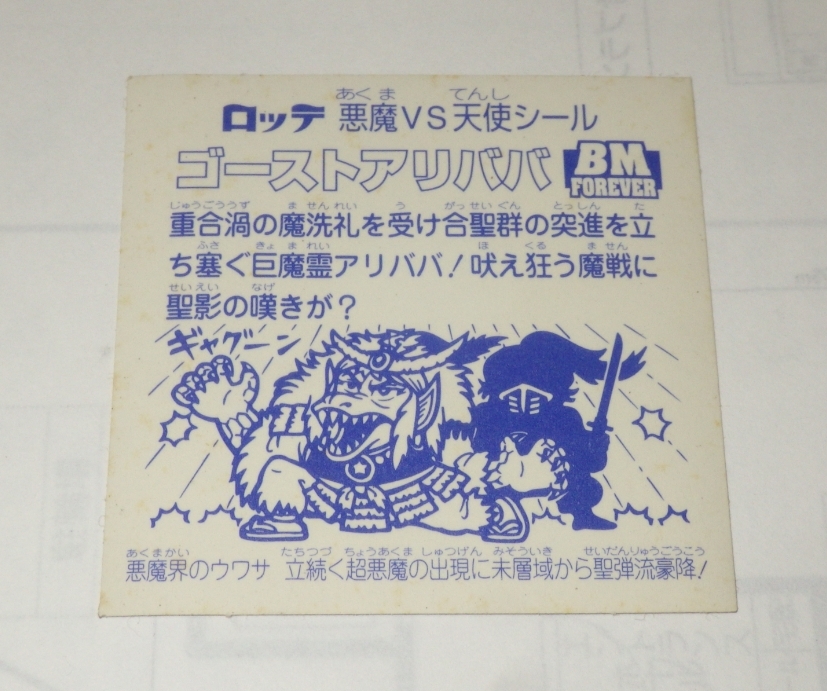 ロッテ 悪魔VS天使シール
ゴーストアリババ BM FOREVER
重合渦の魔洗礼を受け合聖群の突進を立
ち塞ぐ巨魔霊アリババ！吠え狂う魔戦に
聖影の嘆きが？
ギャグーン
悪魔界のウワサ 立続く超悪魔の出現に未層域から聖弾流豪降！